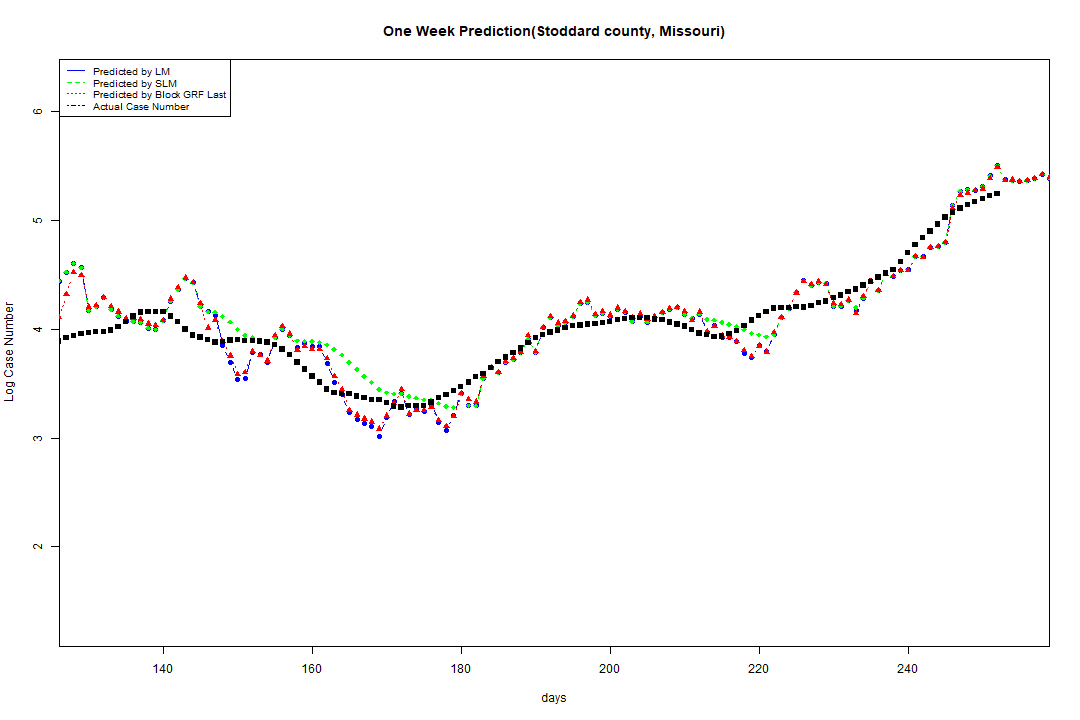 One Week Prediction(Stoddard county, Missouri)
Predicted by LM
Predicted by SLM
Predicted by Block GRF Last
Actual Case Number
6
5
4
3
2
Log Case Number
140 160 180 200 220 240
days